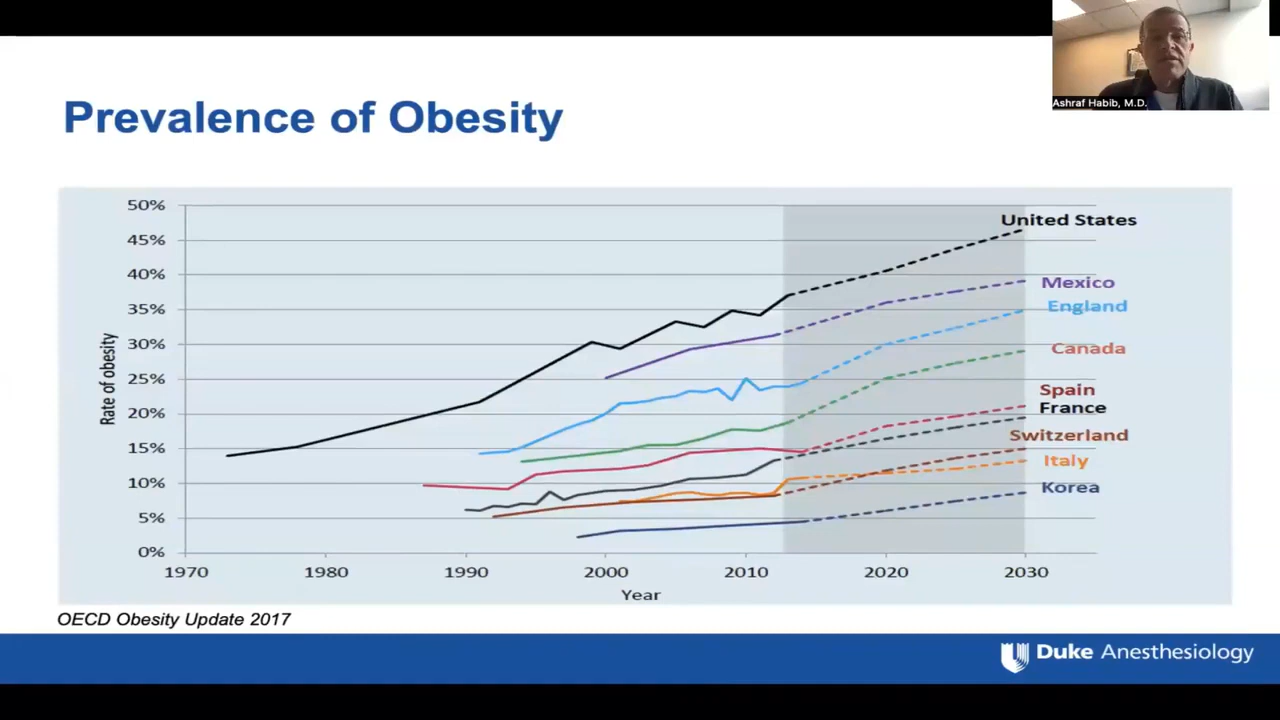 Ashraf Habib, M.D.
Prevalence of Obesity
50%
45%
40%
35%
30%
25%
20%
15%
10%
5%
0%
Rate of obesity
United States
Mexico
England
Canada
Spain
France
Switzerland
Italy
Korea
1970 1980 1990 2000 2010 2020 2030
Year
OECD Obesity Update 2017
Duke Anesthesiology